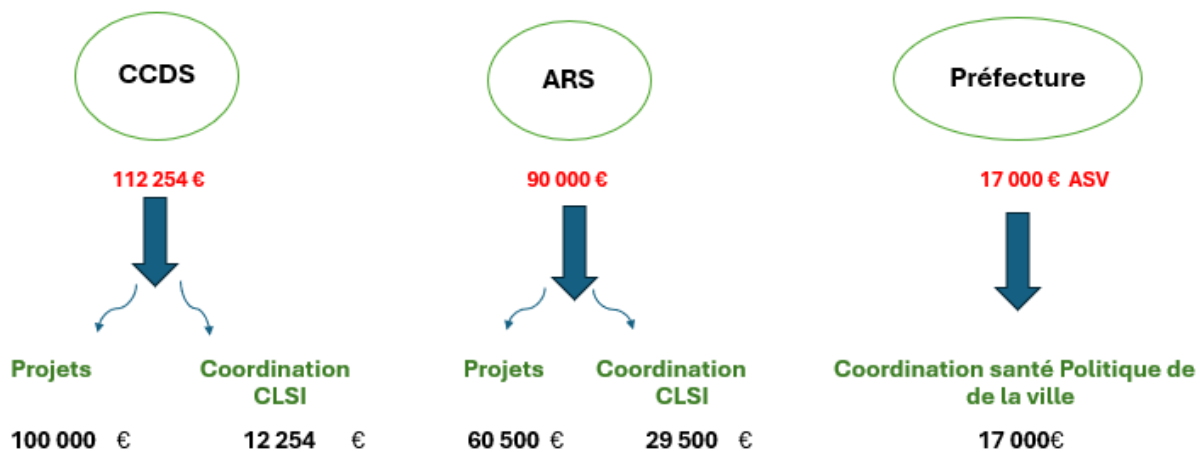 CCDS
ARS
Préfecture
112 254 €
90 000 €
17 000 € ASV
Projets
Coordination
CLSI
Projets
Coordination
CLSI
Coordination santé Politique de
de la ville
100 000 €
12 254 €
60 500 €
29 500 €
17 000€